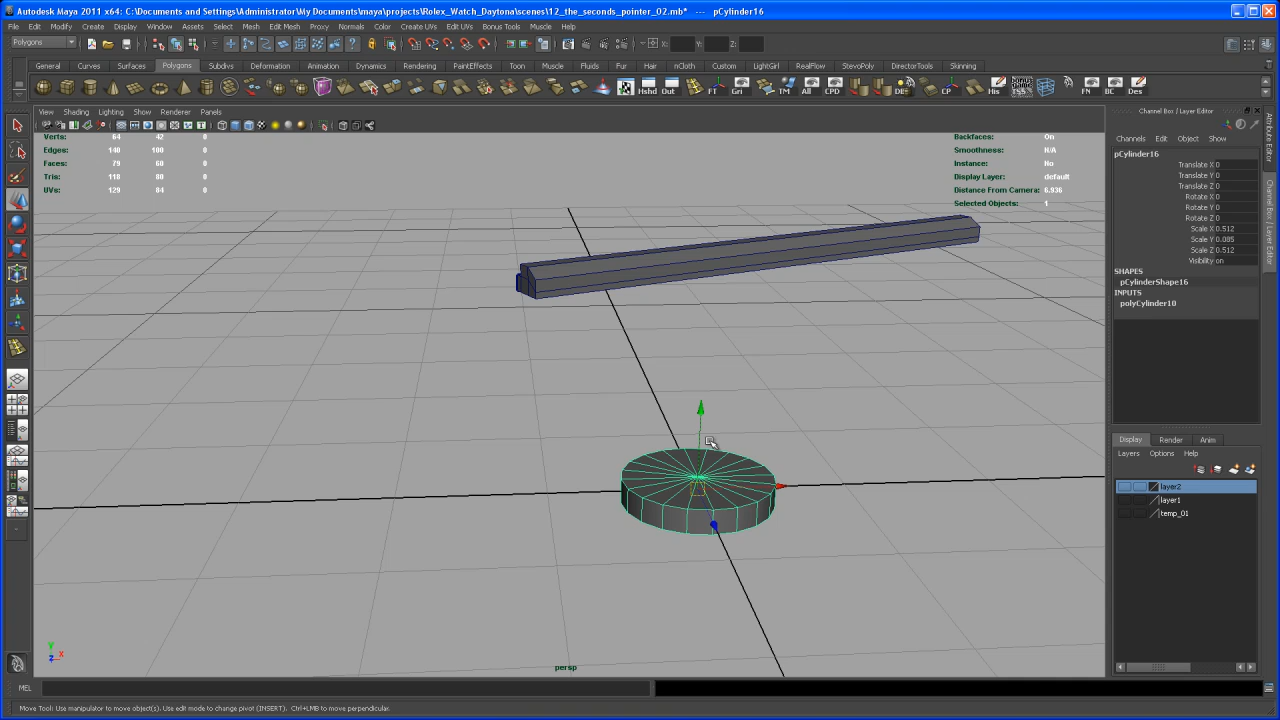 Autodesk Maya 2011 x64: C:\Documents and Settings\Administrator\My Documents\maya\projects\Rolex_Watch_Daytona\scenes\12_the_seconds_pointer_02.mb* --- pCylinder16
File Edit Modify Create Display Window Assets Select Mesh Edit Mesh Proxy Normals Color Create UVs Edit UVs Bonus Tools Muscle Help
Polygons X: Y: Z:
General Curves Surfaces Polygons Subdivs Deformation Animation Dynamics Rendering PaintEffects Toon Muscle Fluids Fur Hair nCloth Custom LightGirl RealFlow StevoPoly DirectorTools Skinning
Hshd Out FT Gri TM All CPD CP His FN BC Des
View Shading Lighting Show Renderer Panels
Channel Box / Layer Editor
Channels Edit Object Show
Verts: 64 42 0
Edges: 140 100 0
Faces: 79 60 0
Tris: 118 80 0
UVs: 129 84 0
Backfaces: On
Smoothness: N/A
Instance: No
Display Layer: default
Distance From Camera: 6.936
Selected Objects: 1
pCylinder16
Translate X 0
Translate Y 0
Translate Z 0
Rotate X 0
Rotate Y 0
Rotate Z 0
Scale X 0.512
Scale Y 0.085
Scale Z 0.512
Visibility on
SHAPES
pCylinderShape16
INPUTS
polyCylinder10
Attribute Editor
Channel Box / Layer Editor
Display Render Anim
Layers Options Help
layer2
layer1
temp_01
y
z x
persp
MEL
Move Tool: Use manipulator to move object(s). Use edit mode to change pivot (INSERT). Ctrl+LMB to move perpendicular.